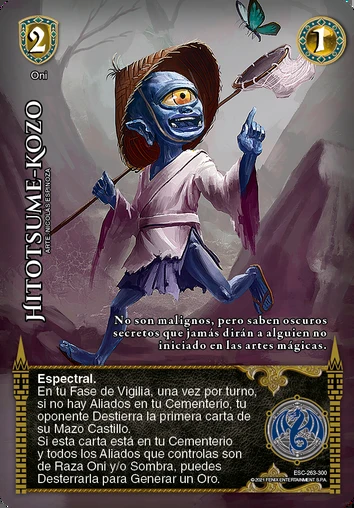 2
1
Oni
Hitotsume-Kozo
ARTE: NICOLÁS ESPINOZA
No son malignos, pero saben oscuros
secretos que jamás dirán a alguien no
iniciado en las artes mágicas.
Espectral.
En tu Fase de Vigilia, una vez por turno,
si no hay Aliados en tu Cementerio, tu
oponente Destierra la primera carta de
su Mazo Castillo.
Si esta carta está en tu Cementerio
y todos los Aliados que controlas son
de Raza Oni y/o Sombra, puedes
Desterrarla para Generar un Oro.
ESC-263-300
©2021 FENIX ENTERTAINMENT S.P.A.